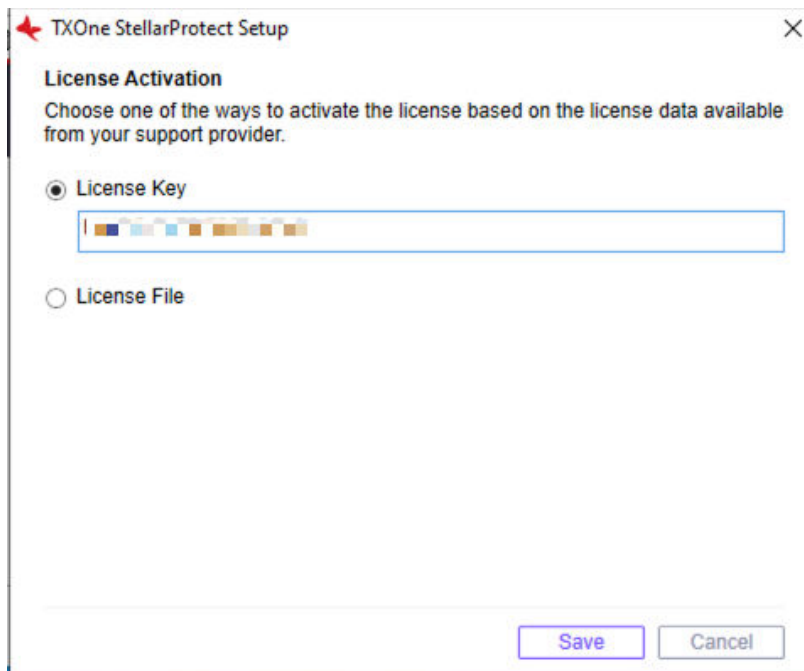 TXOne StellarProtect Setup
License Activation
Choose one of the ways to activate the license based on the license data available
from your support provider.
License Key
License File
Save
Cancel